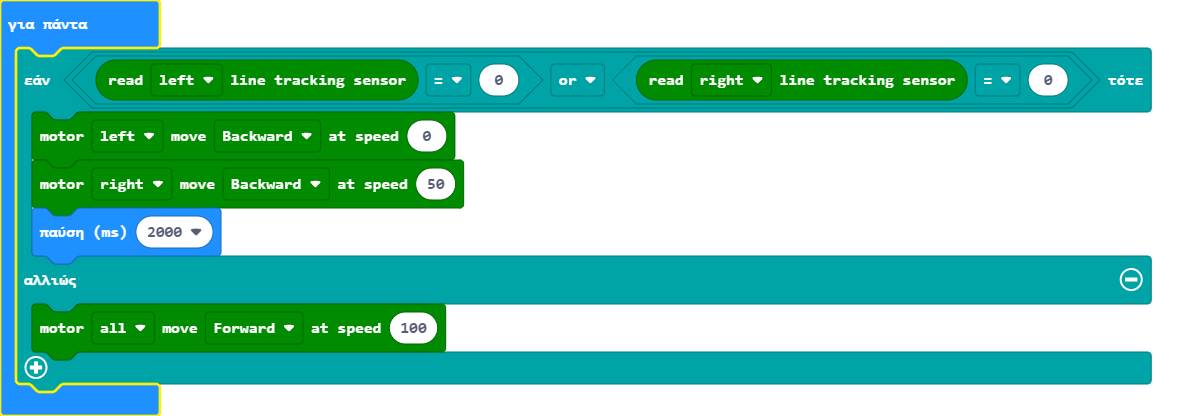 για πάντα
εάν read left line tracking sensor = 0 or read right line tracking sensor = 0 τότε
motor left move Backward at speed 0
motor right move Backward at speed 50
παύση (ms) 2000
αλλιώς
motor all move Forward at speed 100